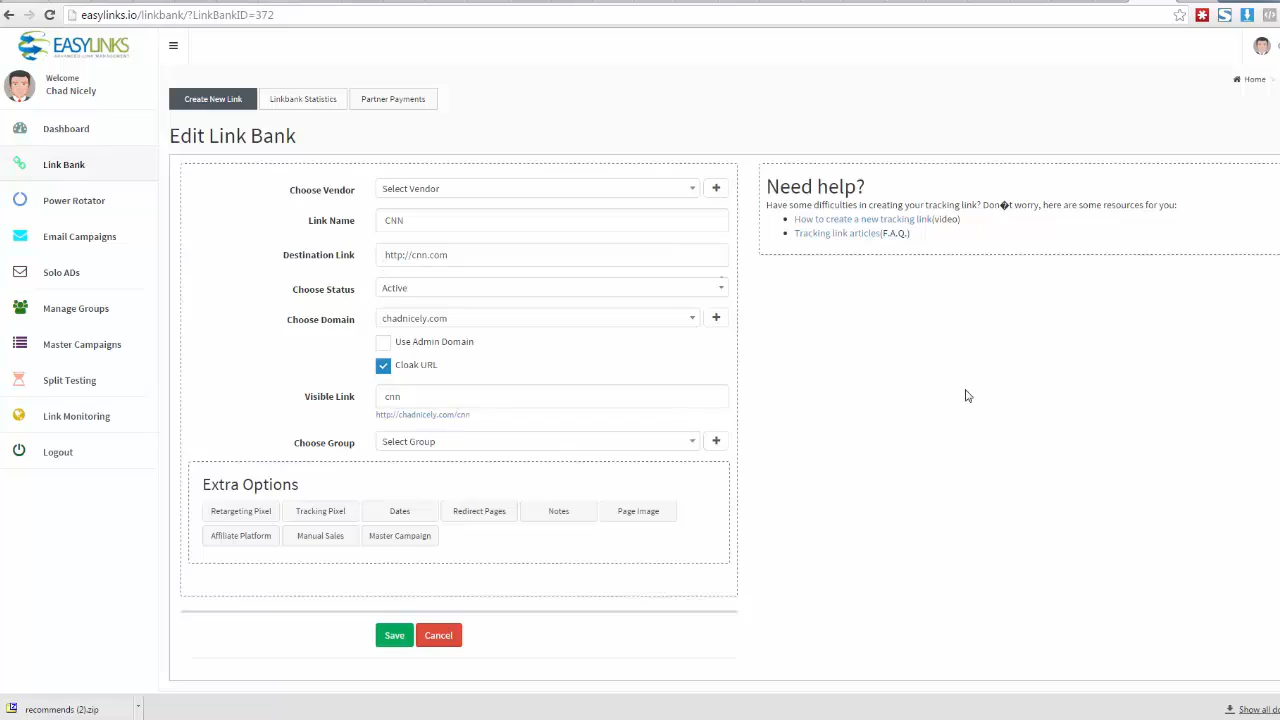 easylinks.io/linkbank/?LinkBankID=372
EASYLINKS
ADVANCED LINK MANAGEMENT
Welcome
Chad Nicely
Dashboard
Link Bank
Power Rotator
Email Campaigns
Solo ADs
Manage Groups
Master Campaigns
Split Testing
Link Monitoring
Logout
Home >
Create New Link Linkbank Statistics Partner Payments
Edit Link Bank
Choose Vendor Select Vendor
Link Name CNN
Destination Link http://cnn.com
Choose Status Active
Choose Domain chadnicely.com
Use Admin Domain
Cloak URL
Visible Link cnn
http://chadnicely.com/cnn
Choose Group Select Group
Extra Options
Retargeting Pixel Tracking Pixel Dates Redirect Pages Notes Page Image
Affiliate Platform Manual Sales Master Campaign
Save Cancel
Need help?
Have some difficulties in creating your tracking link? Don�t worry, here are some resources for you:
How to create a new tracking link(video)
Tracking link articles(F.A.Q.)
recommends (2).zip
Show all do